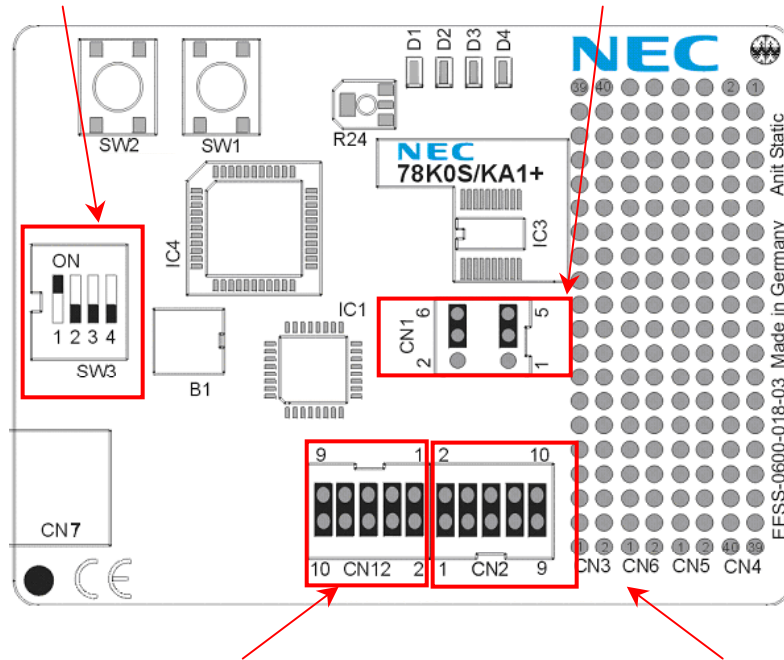 D1 D2 D3 D4
NEC
39 40 2 1
SW2 SW1
R24
NEC
78K0S/KA1+
IC4
IC3
ON
1 2 3 4
SW3
B1
IC1
CN1
6 5
2 1
9 1 2 10
CN7
10 CN12 2 1 CN2 9
1 2 1 2 1 2 40 39
CN3 CN6 CN5 CN4
CE
EESS-0600-018-03 Made in Germany Anit Static